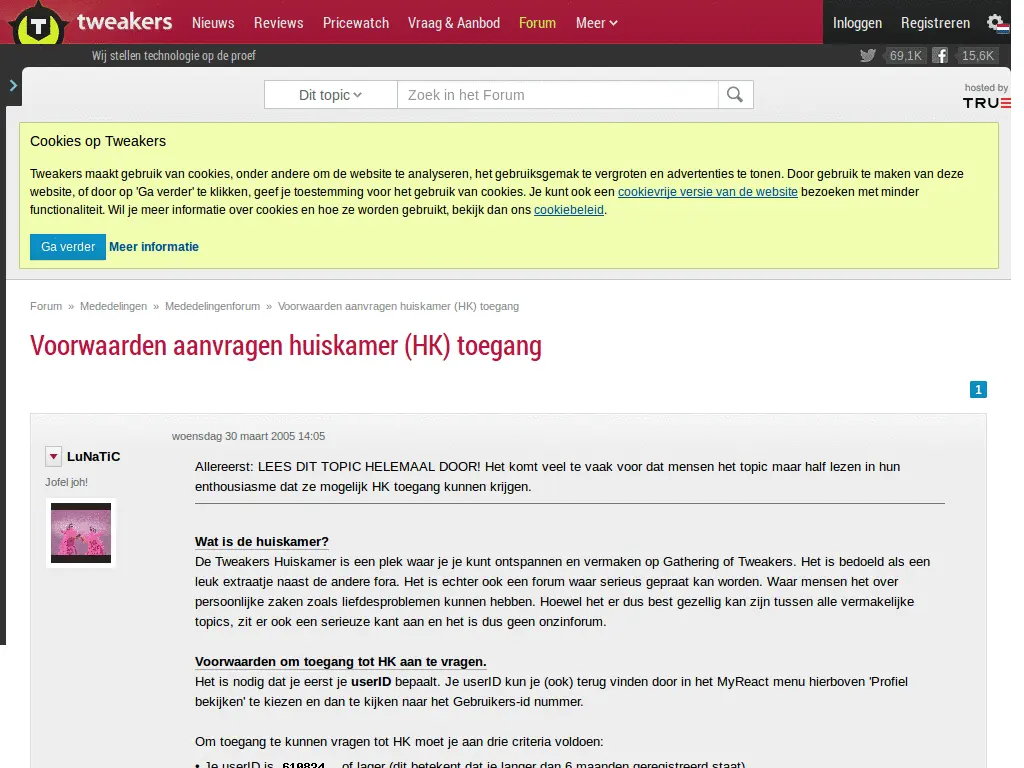 tweakers Nieuws Reviews Pricewatch Vraag & Aanbod Forum Meer Inloggen Registreren
Wij stellen technologie op de proef 69,1K 15,6K
Dit topic Zoek in het Forum
hosted by
TRUE
Cookies op Tweakers
Tweakers maakt gebruik van cookies, onder andere om de website te analyseren, het gebruiksgemak te vergroten en advertenties te tonen. Door gebruik te maken van deze
website, of door op 'Ga verder' te klikken, geef je toestemming voor het gebruik van cookies. Je kunt ook een cookievrije versie van de website bezoeken met minder
functionaliteit. Wil je meer informatie over cookies en hoe ze worden gebruikt, bekijk dan ons cookiebeleid.
Ga verder Meer informatie
Forum » Mededelingen » Mededelingenforum » Voorwaarden aanvragen huiskamer (HK) toegang
Voorwaarden aanvragen huiskamer (HK) toegang
1
woensdag 30 maart 2005 14:05
LuNaTiC
Jofel joh!
Allereerst: LEES DIT TOPIC HELEMAAL DOOR! Het komt veel te vaak voor dat mensen het topic maar half lezen in hun
enthousiasme dat ze mogelijk HK toegang kunnen krijgen.
Wat is de huiskamer?
De Tweakers Huiskamer is een plek waar je je kunt ontspannen en vermaken op Gathering of Tweakers. Het is bedoeld als een
leuk extraatje naast de andere fora. Het is echter ook een forum waar serieus gepraat kan worden. Waar mensen het over
persoonlijke zaken zoals liefdesproblemen kunnen hebben. Hoewel het er dus best gezellig kan zijn tussen alle vermakelijke
topics, zit er ook een serieuze kant aan en het is dus geen onzinforum.
Voorwaarden om toegang tot HK aan te vragen.
Het is nodig dat je eerst je userID bepaalt. Je userID kun je (ook) terug vinden door in het MyReact menu hierboven 'Profiel
bekijken' te kiezen en dan te kijken naar het Gebruikers-id nummer.
Om toegang te kunnen vragen tot HK moet je aan drie criteria voldoen:
• Je userID is 610824 of lager (dit betekent dat je langer dan 6 maanden geregistreerd staat)